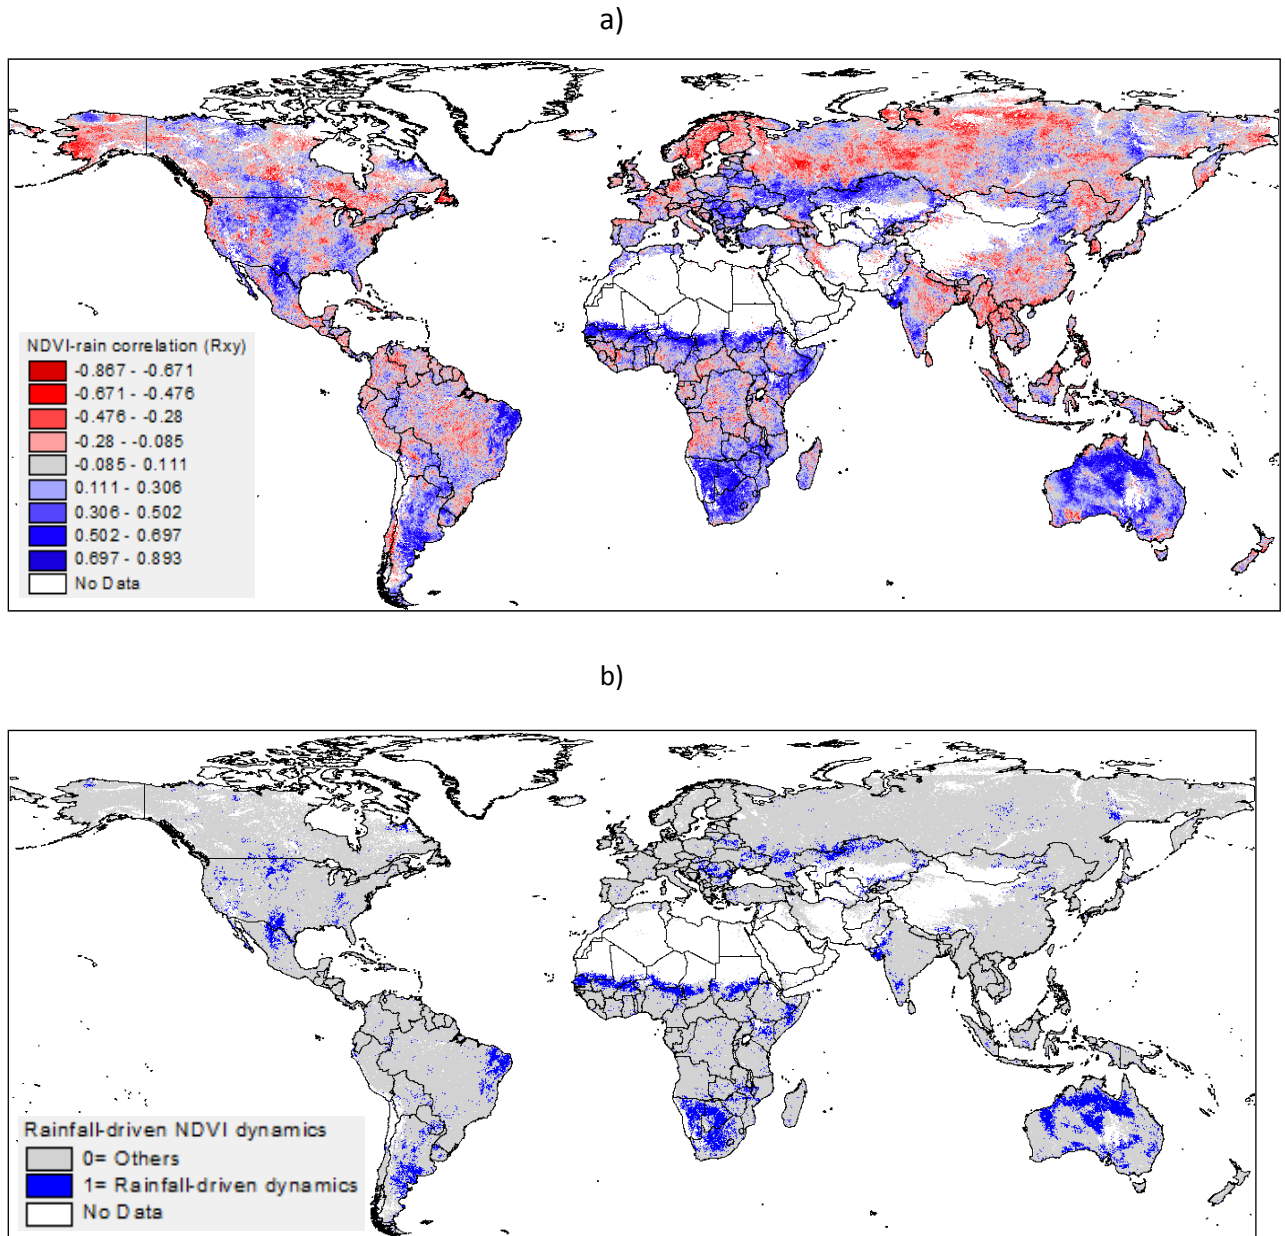 a)
NDVI-rain correlation (Rxy)
-0.867 - -0.671
-0.671 - -0.476
-0.476 - -0.28
-0.28 - -0.085
-0.085 - 0.111
0.111 - 0.306
0.306 - 0.502
0.502 - 0.697
0.697 - 0.893
No Data
b)
Rainfall-driven NDVI dynamics
0= Others
1= Rainfall-driven dynamics
No Data